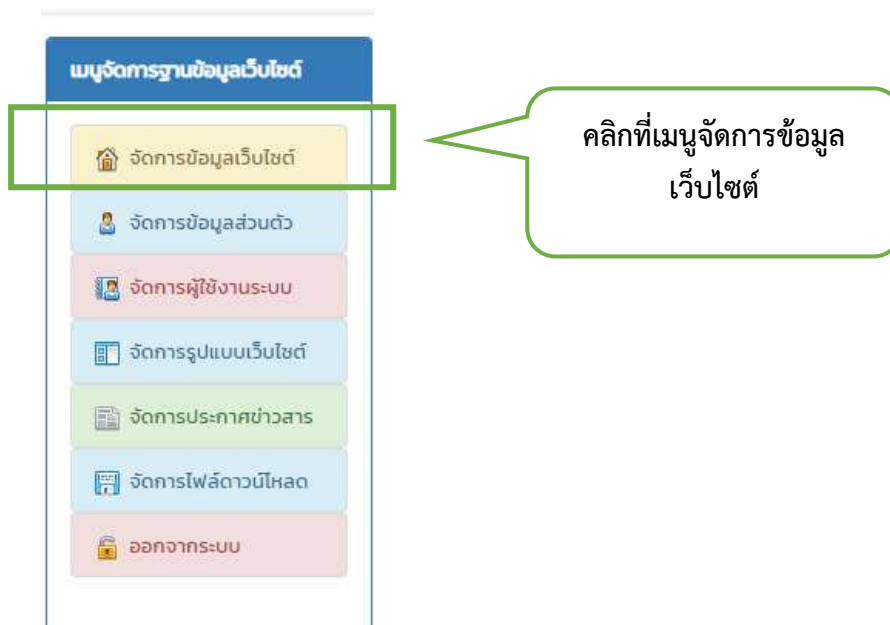 เมนูจัดการฐานข้อมูลเว็บไซต์
จัดการข้อมูลเว็บไซต์
จัดการข้อมูลส่วนตัว
จัดการผู้ใช้งานระบบ
จัดการรูปแบบเว็บไซต์
จัดการประกาศข่าวสาร
จัดการไฟล์ดาวน์โหลด
ออกจากระบบ
คลิกที่เมนูจัดการข้อมูล
เว็บไซต์